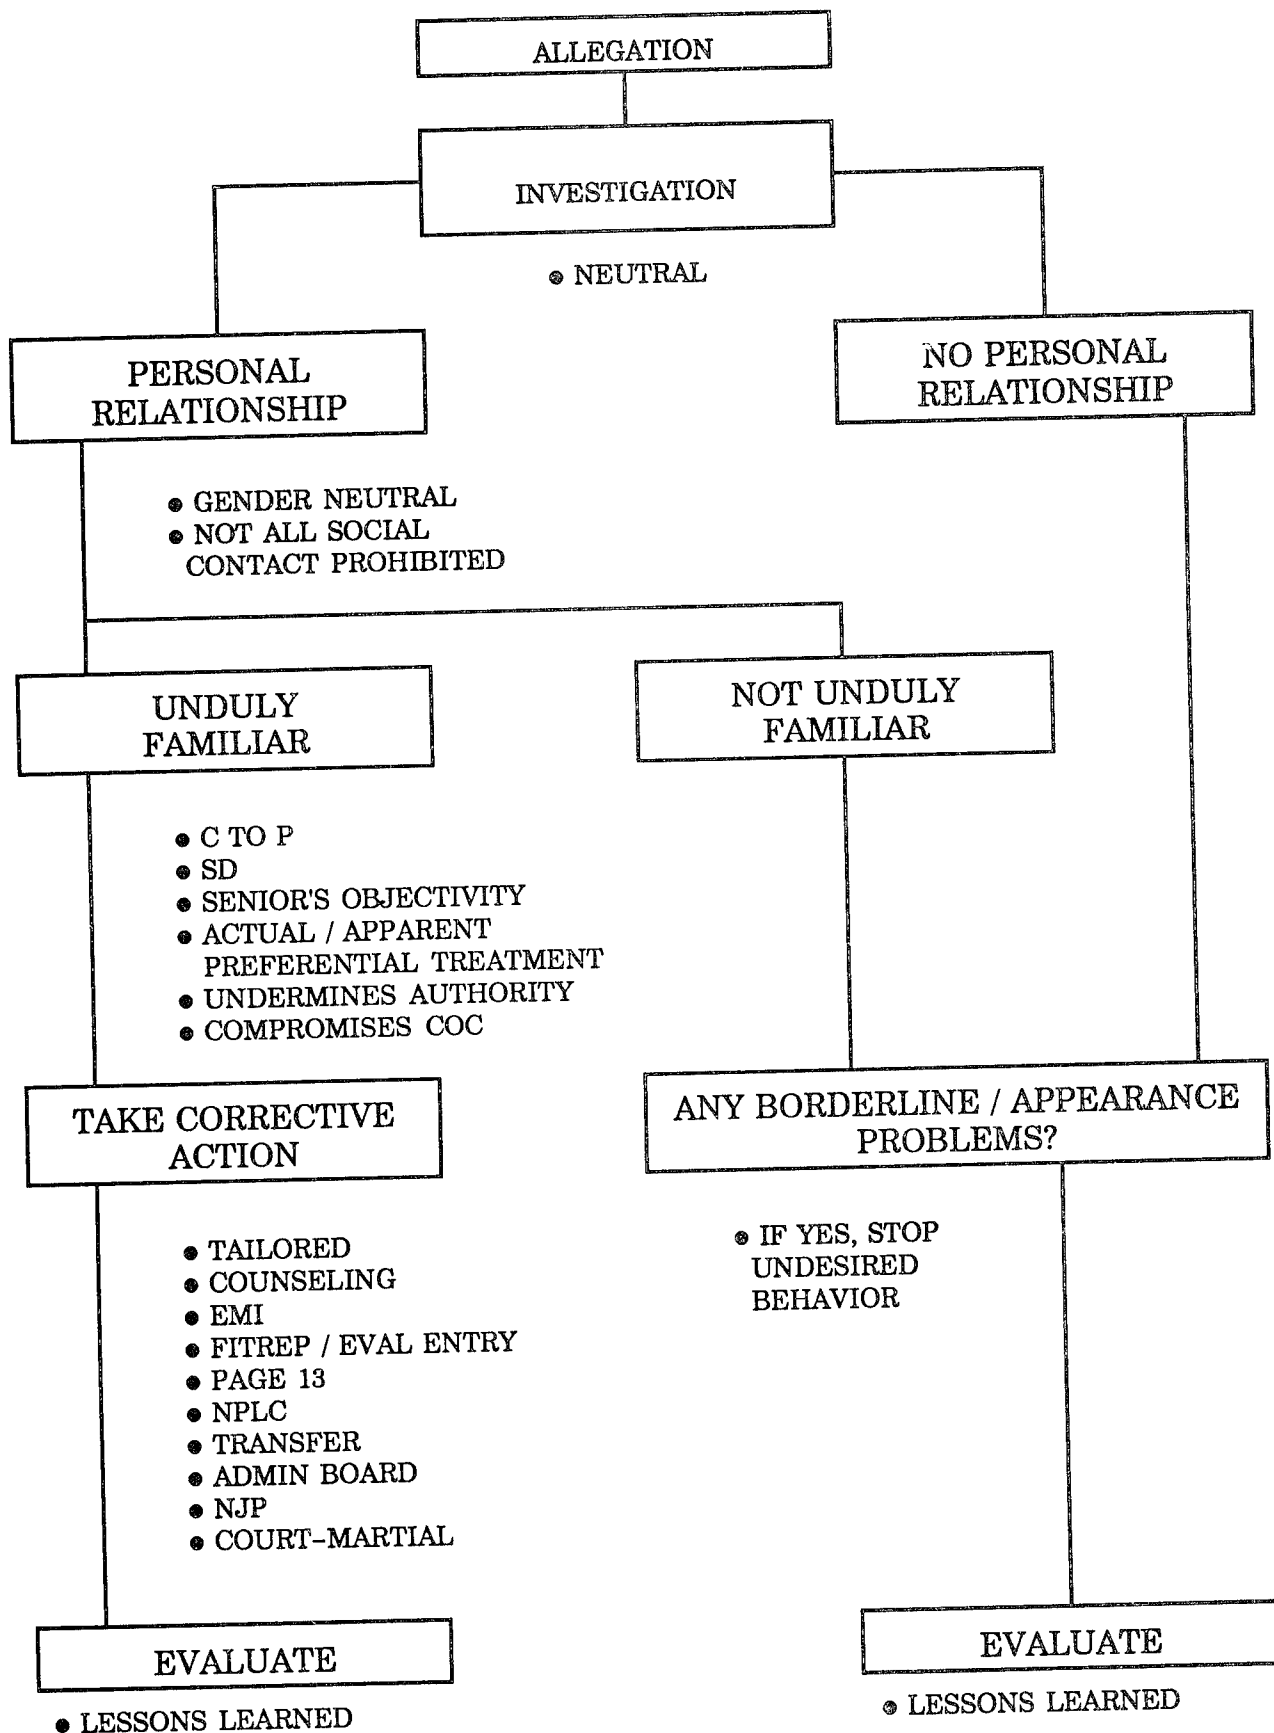 ALLEGATION
INVESTIGATION
● NEUTRAL
PERSONAL
RELATIONSHIP
NO PERSONAL
RELATIONSHIP
● GENDER NEUTRAL
● NOT ALL SOCIAL
CONTACT PROHIBITED
UNDULY
FAMILIAR
NOT UNDULY
FAMILIAR
● C TO P
● SD
● SENIOR'S OBJECTIVITY
● ACTUAL / APPARENT
PREFERENTIAL TREATMENT
● UNDERMINES AUTHORITY
● COMPROMISES COC
TAKE CORRECTIVE
ACTION
ANY BORDERLINE / APPEARANCE
PROBLEMS?
● TAILORED
● COUNSELING
● EMI
● FITREP / EVAL ENTRY
● PAGE 13
● NPLC
● TRANSFER
● ADMIN BOARD
● NJP
● COURT-MARTIAL
● IF YES, STOP
UNDESIRED
BEHAVIOR
EVALUATE
● LESSONS LEARNED
EVALUATE
● LESSONS LEARNED